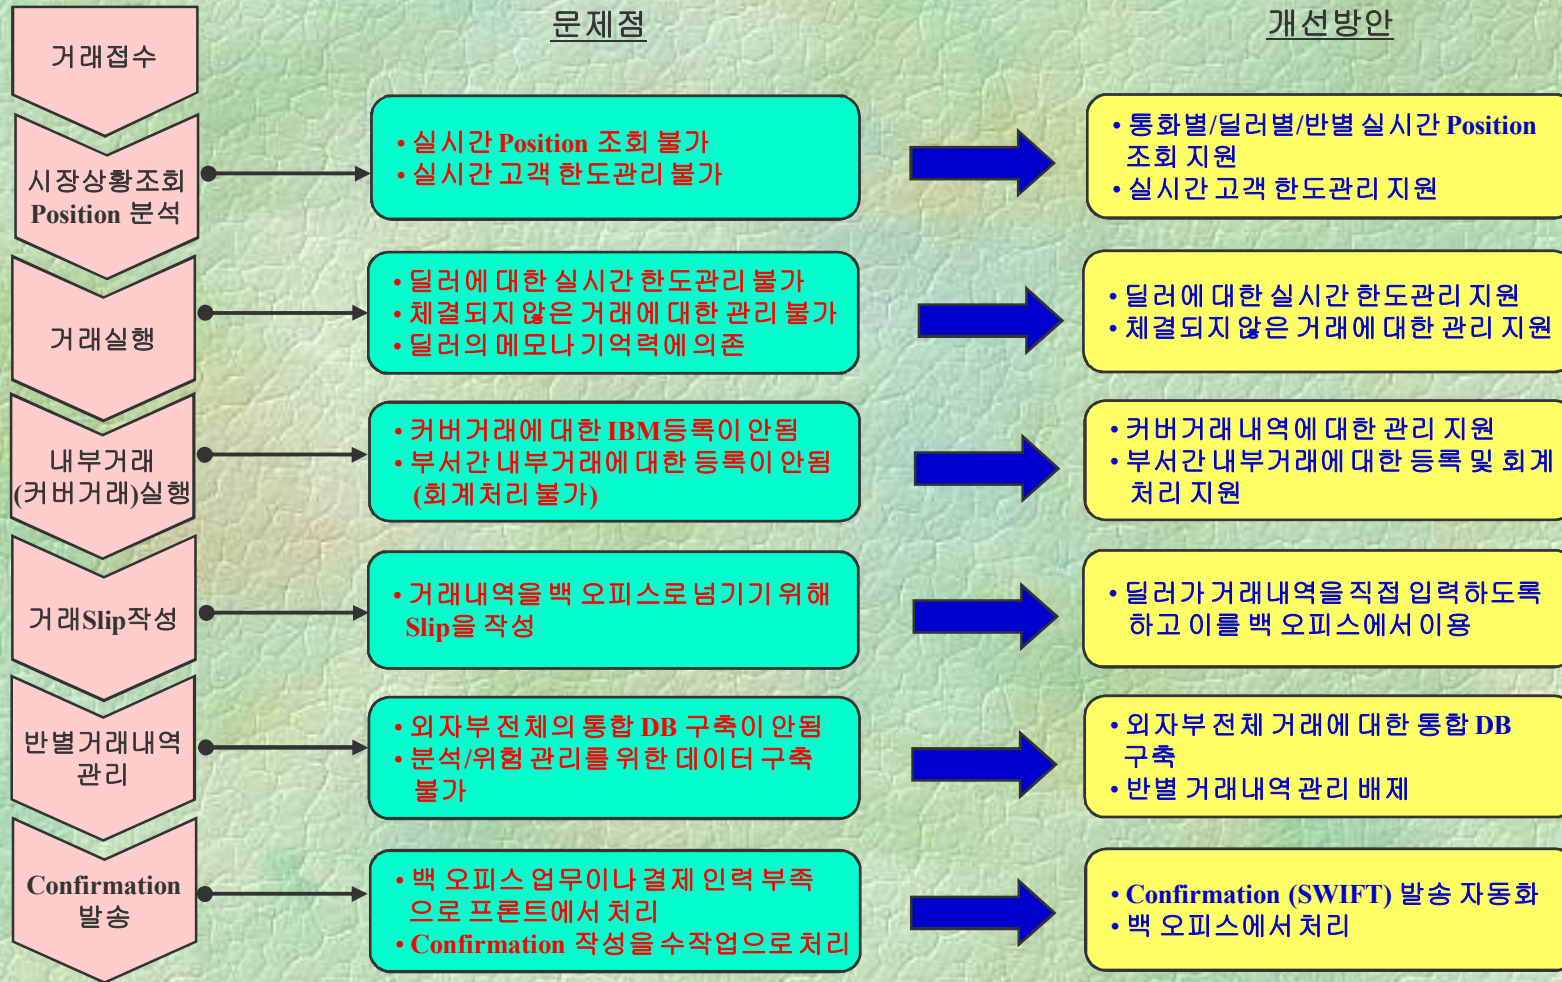 문제점
개선방안
거래접수
시장상황조회
Position 분석
• 실시간 Position 조회 불가
• 실시간 고객 한도관리 불가
• 통화별/딜러별/반별 실시간 Position
조회 지원
• 실시간 고객 한도관리 지원
거래실행
• 딜러에 대한 실시간 한도관리 불가
• 체결되지 않은 거래에 대한 관리 불가
• 딜러의 메모나 기억력에 의존
• 딜러에 대한 실시간 한도관리 지원
• 체결되지 않은 거래에 대한 관리 지원
내부거래
(커버거래)실행
• 커버거래에 대한 IBM등록이 안됨
• 부서간 내부거래에 대한 등록이 안됨
(회계처리 불가)
• 커버거래 내역에 대한 관리 지원
• 부서간 내부거래에 대한 등록 및 회계
처리 지원
거래Slip작성
• 거래내역을 백 오피스로 넘기기 위해
Slip을 작성
• 딜러가 거래내역을 직접 입력하도록
하고 이를 백 오피스에서 이용
반별거래내역
관리
• 외자부 전체의 통합 DB 구축이 안됨
• 분석/위험 관리를 위한 데이터 구축
불가
• 외자부 전체 거래에 대한 통합 DB
구축
• 반별 거래내역 관리 배제
Confirmation
발송
• 백 오피스 업무이나 결제 인력 부족
으로 프론트에서 처리
• Confirmation 작성을 수작업으로 처리
• Confirmation (SWIFT) 발송 자동화
• 백 오피스에서 처리